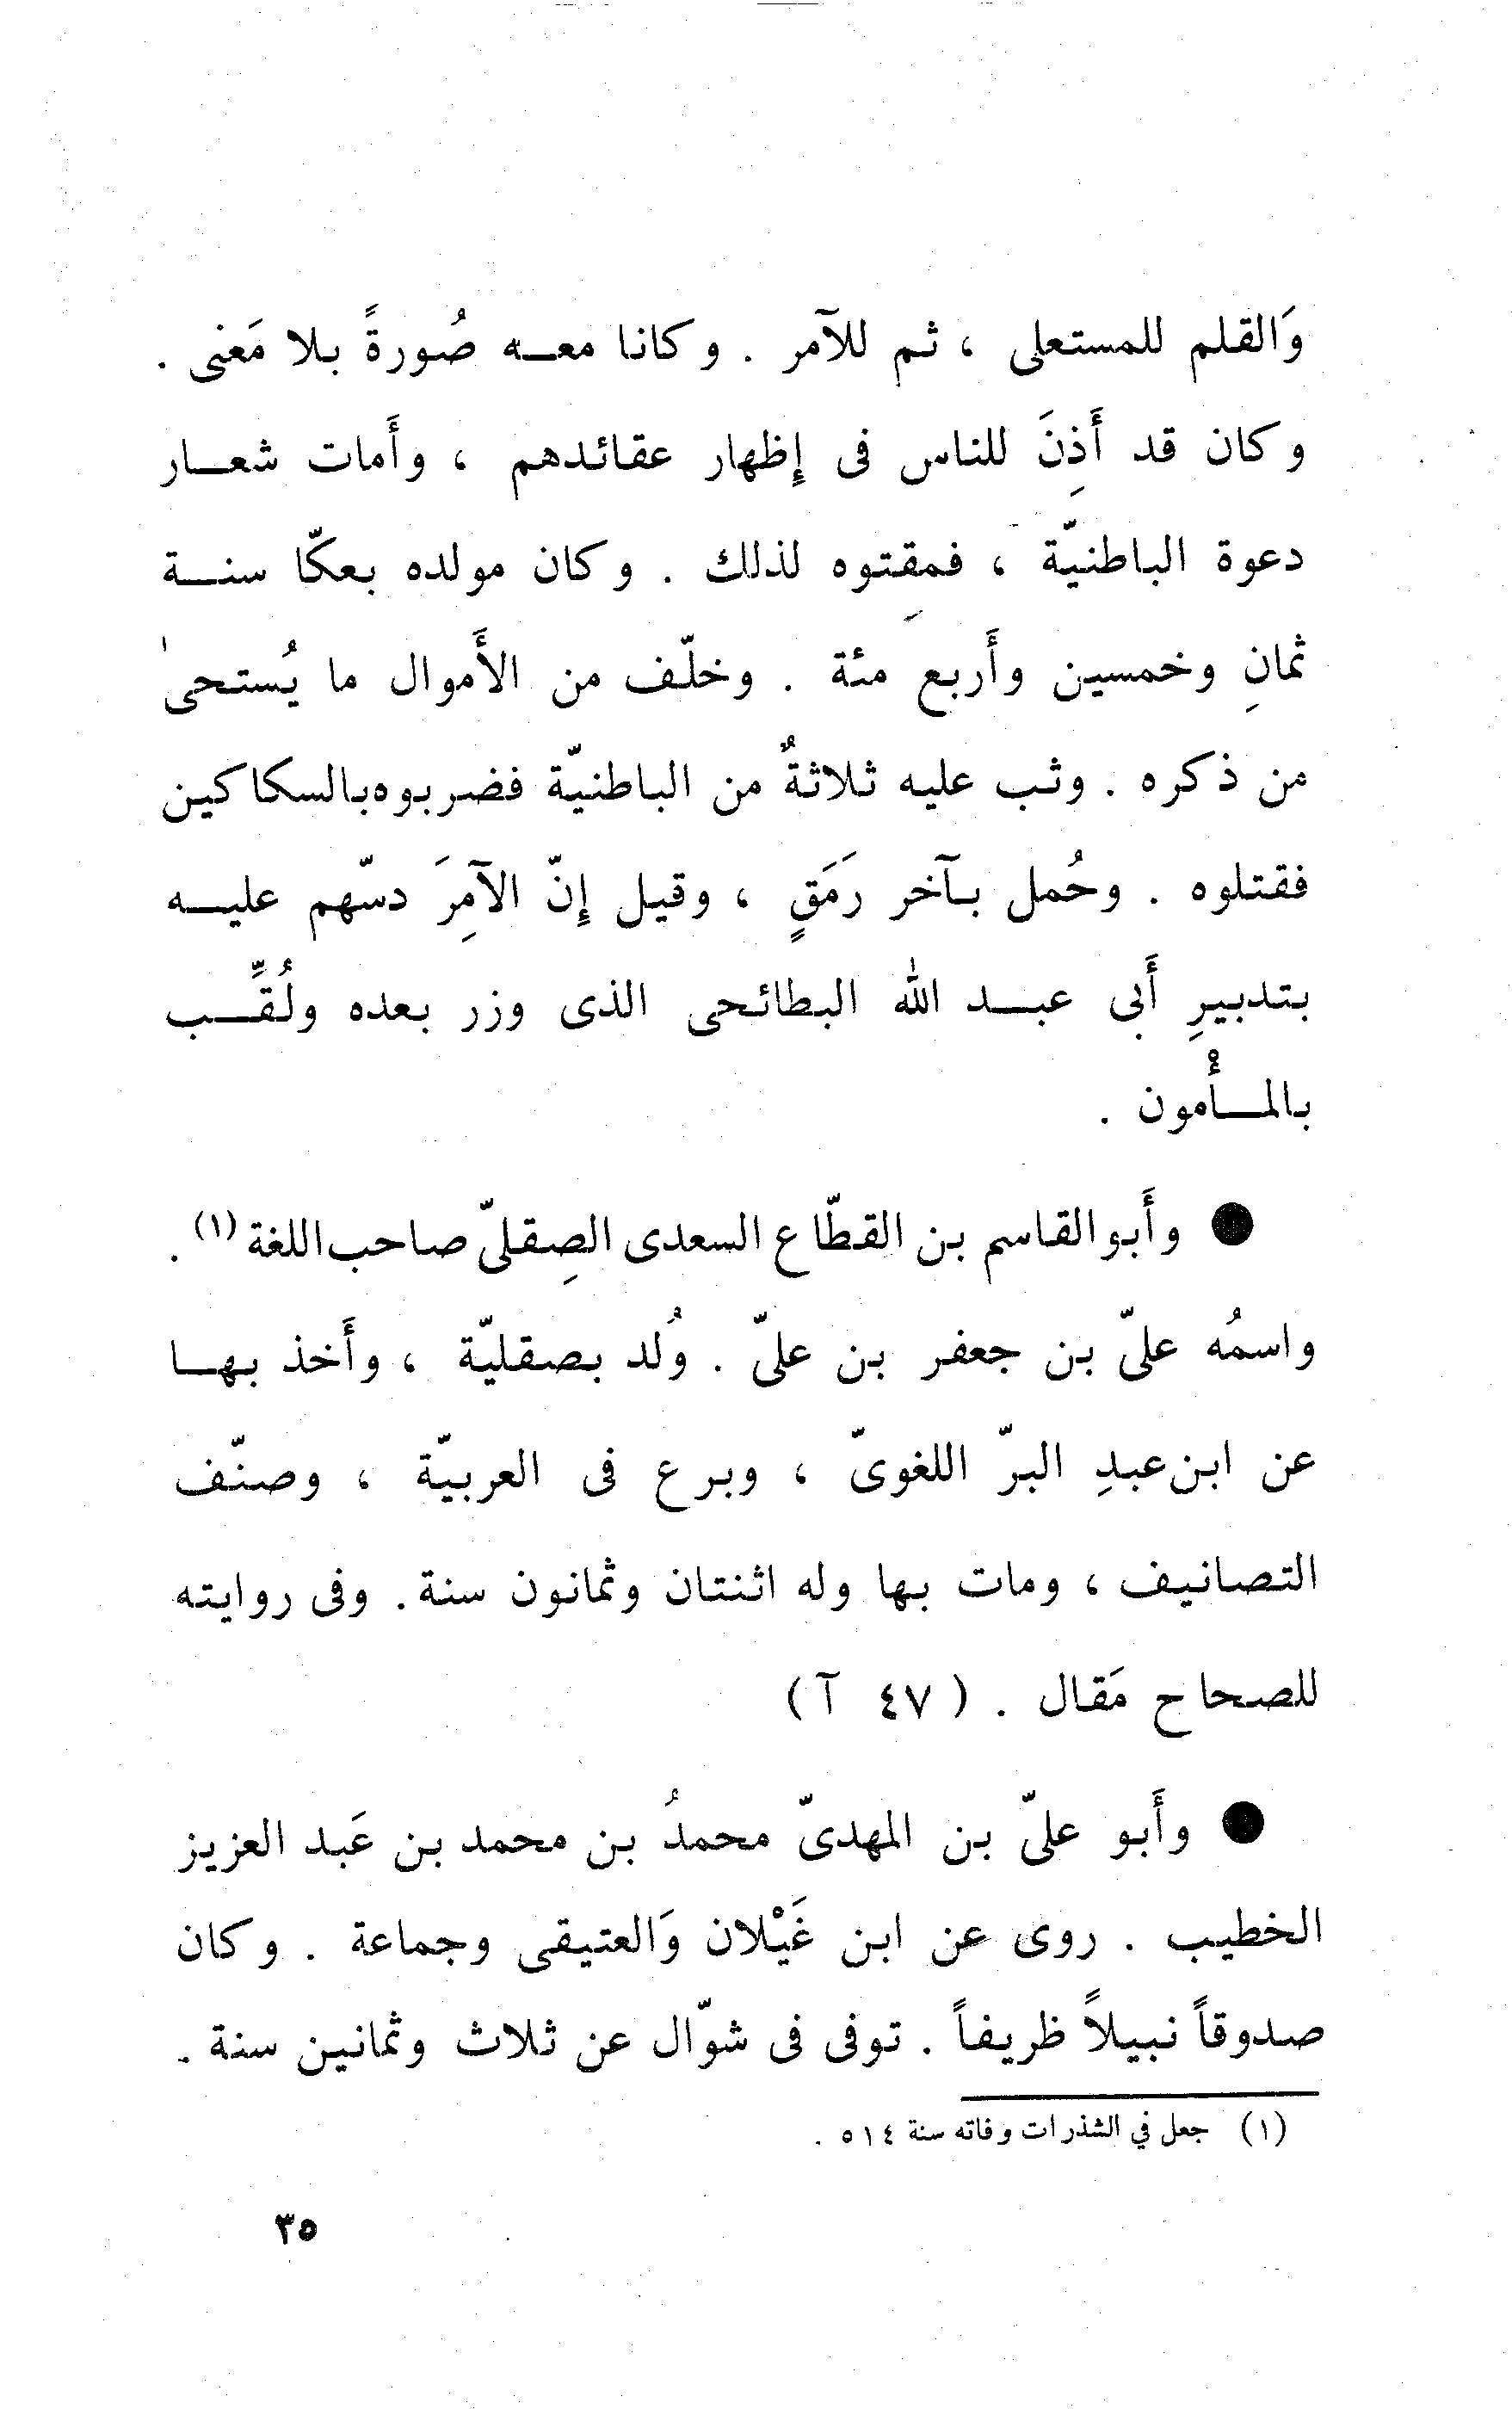 وَالقلم للمستعلى ، ثم للآمر . وكانا معه صُورةً بلا مَعنى .
وكان قد أَذِنَ للناس فى إظهار عقائدهم ، وأَمات شعار
دعوة الباطنيّة ، فمقِتوه لذلك . وكان مولده بعكّا سنة
ثمانِ وخمسين وأَربع مئة . وخلّف من الأَموال ما يُستحىٰ
من ذكره . وثب عليه ثلاثةٌ من الباطنيّة فضربوه بالسكاكين
فقتلوه . وحُمل بآخر رَمَقٍ ، وقيل إنّ الآمِرَ دسّهم عليه
بتدبيرِ أَبى عبد الله البطائحى الذى وزر بعده ولُقِّب
بالمأْمون .
● وأَبو القاسم بن القطّاع السعدى الصِقلىّ صاحب اللغة (١) .
واسمُه علىّ بن جعفر بن علىّ . وُلد بصقليّة ، وأَخذ بها
عن ابن عبدِ البرّ اللغوىّ ، وبرع فى العربيّة ، وصنّف
التصانيف ، ومات بها وله اثنتان وثمانون سنة . وفى روايته
للصحاح مَقال . ( ٤٧ آ )
● وأَبو علىّ بن المهدىّ محمدُ بن محمد بن عَبد العزيز
الخطيب . روى عن ابن غَيْلان وَالعتيقى وجماعة . وكان
صدوقاً نبيلاً ظريفاً . توفى فى شوّال عن ثلاث وثمانين سنة .
(١) جعل في الشذرات وفاته سنة ٥١٤ .
٣٥